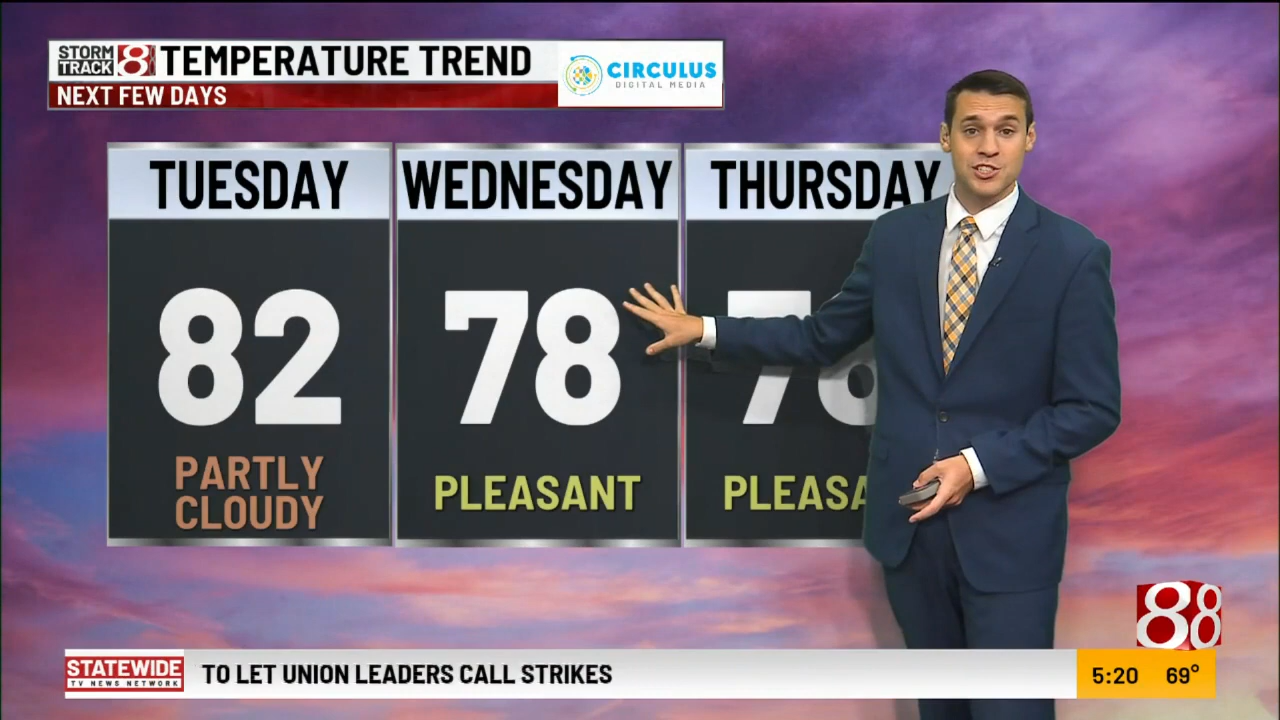 STORM TRACK 8 TEMPERATURE TREND
CIRCULUS
DIGITAL MEDIA
NEXT FEW DAYS
TUESDAY
82
PARTLY
CLOUDY
WEDNESDAY
78
PLEASANT
THURSDAY
STATEWIDE
TV NEWS NETWORK
TO LET UNION LEADERS CALL STRIKES
5:20 69°
8
8